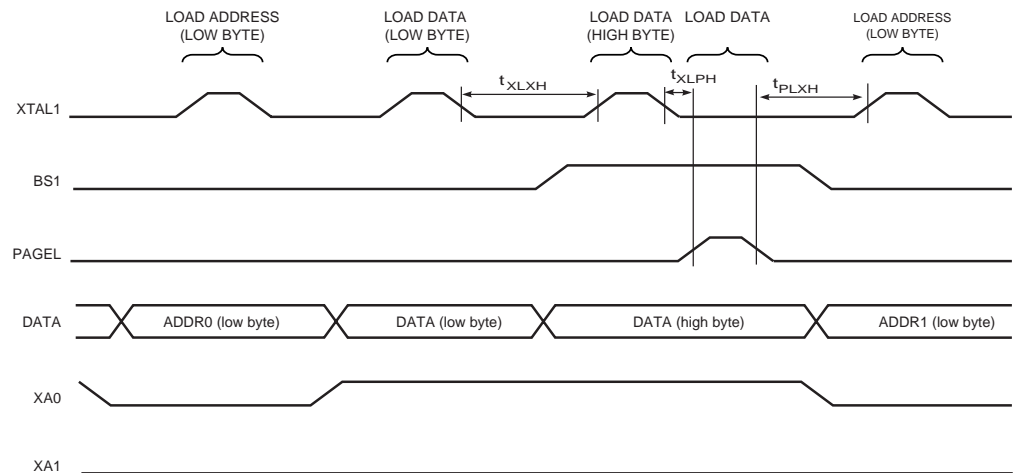 LOAD ADDRESS
(LOW BYTE)
LOAD DATA
(LOW BYTE)
LOAD DATA
(HIGH BYTE)
LOAD DATA
LOAD ADDRESS
(LOW BYTE)
tXLXH
tXLPH
tPLXH
XTAL1
BS1
PAGEL
DATA
ADDR0 (low byte)
DATA (low byte)
DATA (high byte)
ADDR1 (low byte)
XA0
XA1